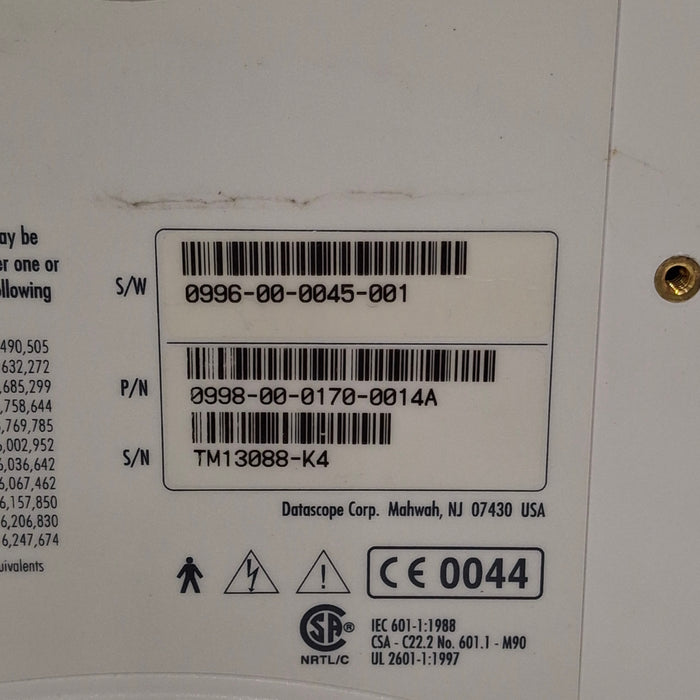 ay be
er one or
llowing
490,505
632,272
,685,299
,758,644
,769,785
,002,952
6,036,642
6,067,462
6,157,850
6,206,830
6,247,674
uivalents
S/W
0996-00-0045-001
P/N
0998-00-0170-0014A
S/N
TM13088-K4
Datascope Corp. Mahwah, NJ 07430 USA
CE 0044
SA ®
NRTL/C
IEC 601-1:1988
CSA - C22.2 No. 601.1 - M90
UL 2601-1:1997